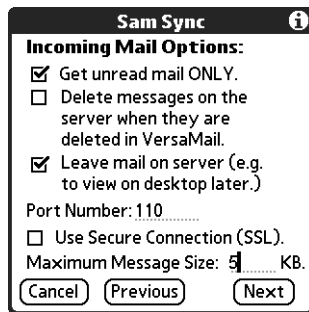 Sam Sync
Incoming Mail Options:
Get unread mail ONLY.
Delete messages on the
server when they are
deleted in VersaMail.
Leave mail on server (e.g.
to view on desktop later.)
Port Number: 110
Use Secure Connection (SSL).
Maximum Message Size: 5 KB.
Cancel Previous Next